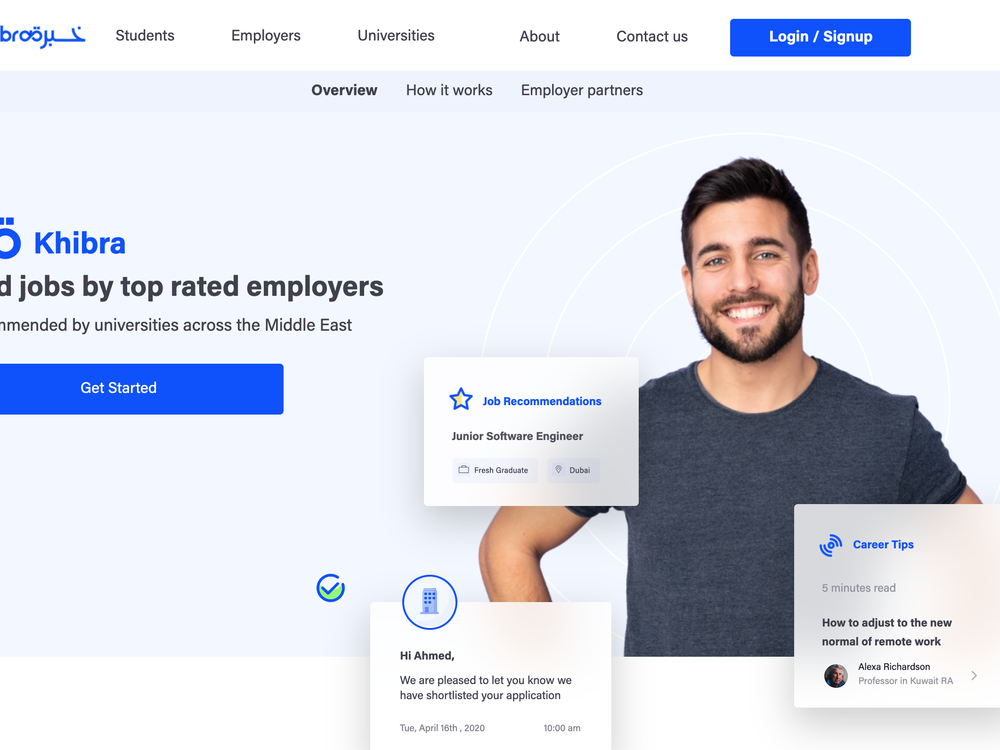 خبرة
Students Employers Universities About Contact us Login / Signup
Overview How it works Employer partners
Khibra
jobs by top rated employers
by universities across the Middle East
Get Started
Job Recommendations
Junior Software Engineer
Fresh Graduate Dubai
Career Tips
5 minutes read
How to adjust to the new
normal of remote work
Alexa Richardson
Professor in Kuwait RA
Hi Ahmed,
We are pleased to let you know we
have shortlisted your application
Tue, April 16th , 2020 10:00 am